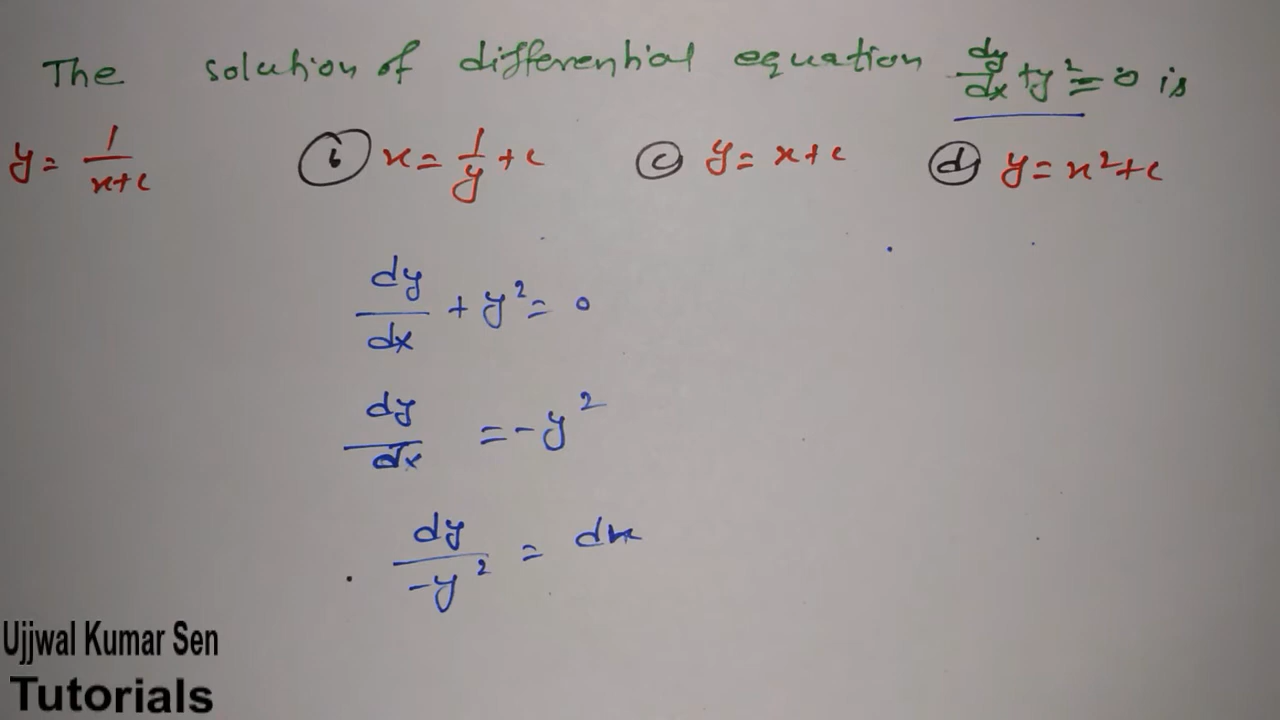 The solution of differential equation dy/dx + y² = 0 is
y = 1/(x+c) (b) x = 1/y + c (c) y = x + c (d) y = x² + c
dy/dx + y² = 0
dy/dx = -y²
dy/-y² = dx
Ujjwal Kumar Sen
Tutorials